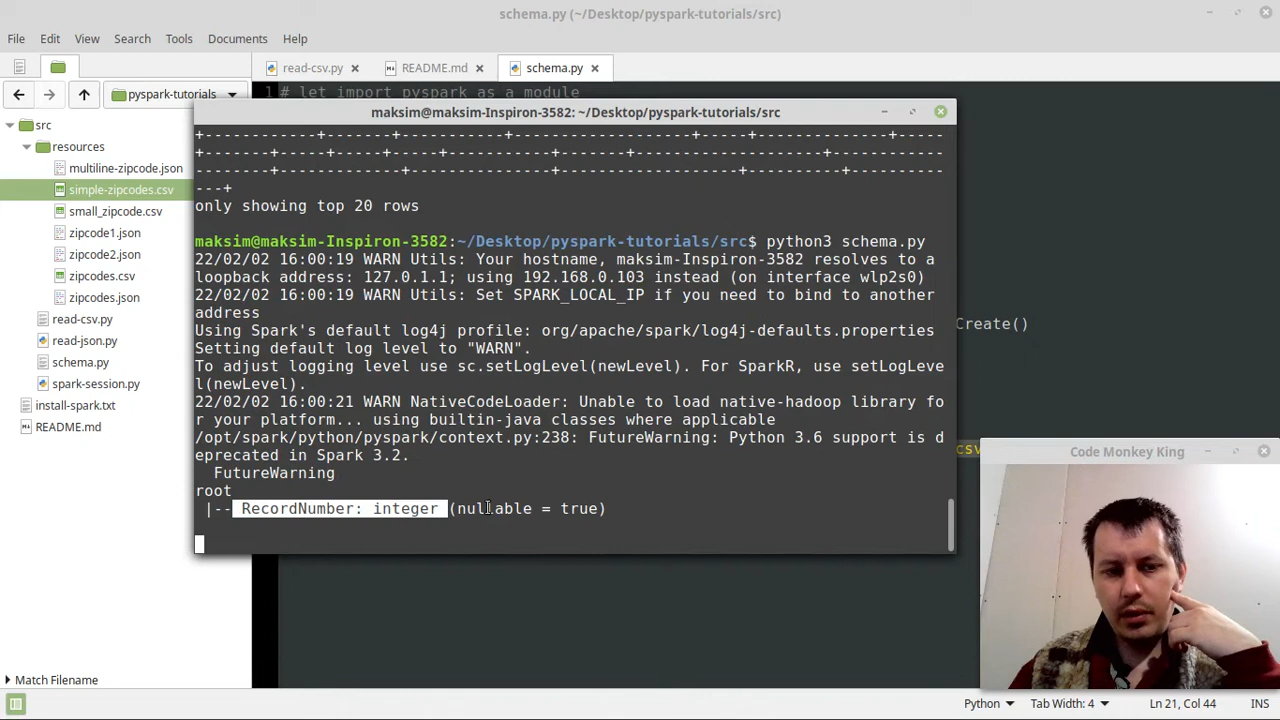 schema.py (~/Desktop/pyspark-tutorials/src)
File Edit View Search Tools Documents Help
read-csv.py README.md schema.py
pyspark-tutorials
src
resources
multiline-zipcode.json
simple-zipcodes.csv
small_zipcode.csv
zipcode1.json
zipcode2.json
zipcodes.csv
zipcodes.json
read-csv.py
read-json.py
schema.py
spark-session.py
install-spark.txt
README.md
Match Filename
1 # let import pyspark as a module
Create()
csv
maksim@maksim-Inspiron-3582: ~/Desktop/pyspark-tutorials/src
+------------+-------+-----------+--------------------+-----+--------------+-----
+-------+-----+-----+-----------+--------+---------------------+------------
--------+--------------+--------------------+-----------+----------
---+
only showing top 20 rows
maksim@maksim-Inspiron-3582:~/Desktop/pyspark-tutorials/src$ python3 schema.py
22/02/02 16:00:19 WARN Utils: Your hostname, maksim-Inspiron-3582 resolves to a
loopback address: 127.0.1.1; using 192.168.0.103 instead (on interface wlp2s0)
22/02/02 16:00:19 WARN Utils: Set SPARK_LOCAL_IP if you need to bind to another
address
Using Spark's default log4j profile: org/apache/spark/log4j-defaults.properties
Setting default log level to "WARN".
To adjust logging level use sc.setLogLevel(newLevel). For SparkR, use setLogLeve
l(newLevel).
22/02/02 16:00:21 WARN NativeCodeLoader: Unable to load native-hadoop library fo
r your platform... using builtin-java classes where applicable
/opt/spark/python/pyspark/context.py:238: FutureWarning: Python 3.6 support is d
eprecated in Spark 3.2.
FutureWarning
root
|-- RecordNumber: integer (nullable = true)
Code Monkey King
Python Tab Width: 4 Ln 21, Col 44 INS